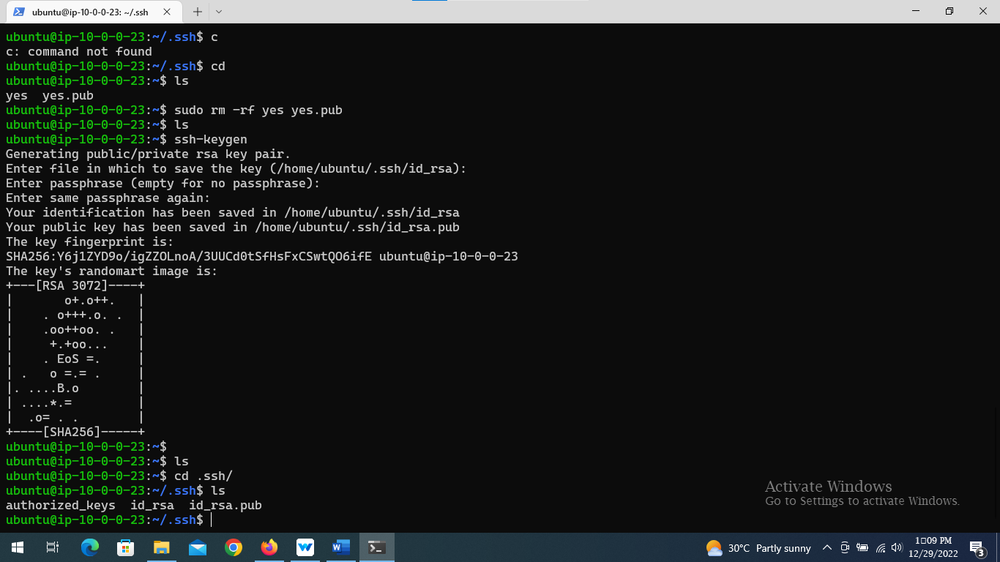 ubuntu@ip-10-0-0-23: ~/.ssh
ubuntu@ip-10-0-0-23:~/.ssh$ c
c: command not found
ubuntu@ip-10-0-0-23:~/.ssh$ cd
ubuntu@ip-10-0-0-23:~$ ls
yes  yes.pub
ubuntu@ip-10-0-0-23:~$ sudo rm -rf yes yes.pub
ubuntu@ip-10-0-0-23:~$ ls
ubuntu@ip-10-0-0-23:~$ ssh-keygen
Generating public/private rsa key pair.
Enter file in which to save the key (/home/ubuntu/.ssh/id_rsa):
Enter passphrase (empty for no passphrase):
Enter same passphrase again:
Your identification has been saved in /home/ubuntu/.ssh/id_rsa
Your public key has been saved in /home/ubuntu/.ssh/id_rsa.pub
The key fingerprint is:
SHA256:Y6j1ZYD9o/igZZOLnoA/3UUCd0tSfHsFxCSwtQO6ifE ubuntu@ip-10-0-0-23
The key's randomart image is:
+---[RSA 3072]----+
|       o+.o++.   |
|    . o+++.o. .  |
|    .oo++oo. .   |
|     +.+oo...    |
|    . EoS =.     |
| .   o =.= .     |
|. ....B.o        |
| ....*.=         |
|  .o= . .        |
+----[SHA256]-----+
ubuntu@ip-10-0-0-23:~$
ubuntu@ip-10-0-0-23:~$ ls
ubuntu@ip-10-0-0-23:~$ cd .ssh/
ubuntu@ip-10-0-0-23:~/.ssh$ ls
authorized_keys  id_rsa  id_rsa.pub
ubuntu@ip-10-0-0-23:~/.ssh$
Activate Windows
Go to Settings to activate Windows.
30°C  Partly sunny
1:09 PM
12/29/2022
3